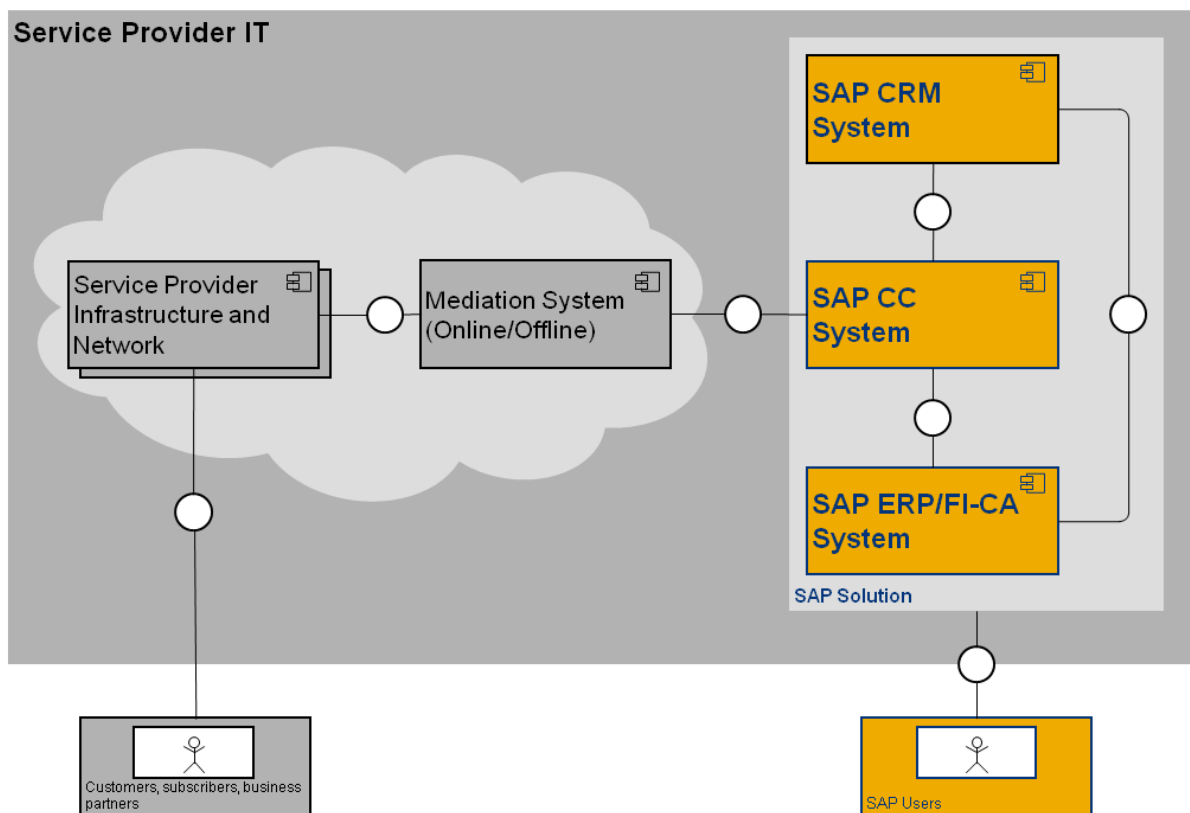 Service Provider IT
SAP CRM
System
Service Provider
Infrastructure and
Network
Mediation System
(Online/Offline)
SAP CC
System
SAP ERP/FI-CA
System
SAP Solution
Customers, subscribers, business
partners
SAP Users